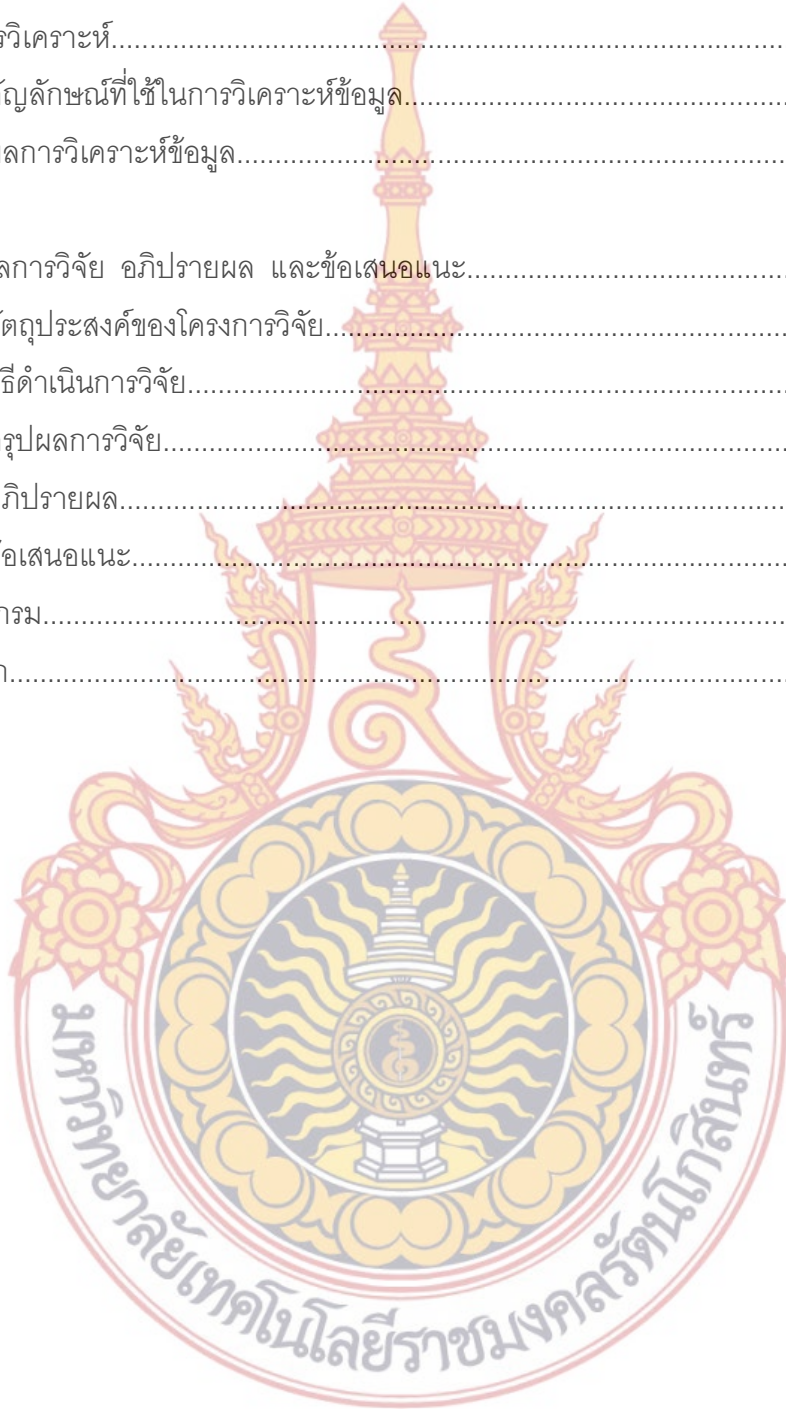 รวิเคราะห์................................................................
ัญลักษณ์ที่ใช้ในการวิเคราะห์ข้อมูล................................................................
ลการวิเคราะห์ข้อมูล................................................................
ลการวิจัย อภิปรายผล และข้อเสนอแนะ................................................................
ัตถุประสงค์ของโครงการวิจัย................................................................
ธีดำเนินการวิจัย................................................................
รุปผลการวิจัย................................................................
ภิปรายผล................................................................
้อเสนอแนะ................................................................
กรม................................................................
ก................................................................
มหาวิทยาลัยเทคโนโลยีราชมงคลรัตนโกสินทร์